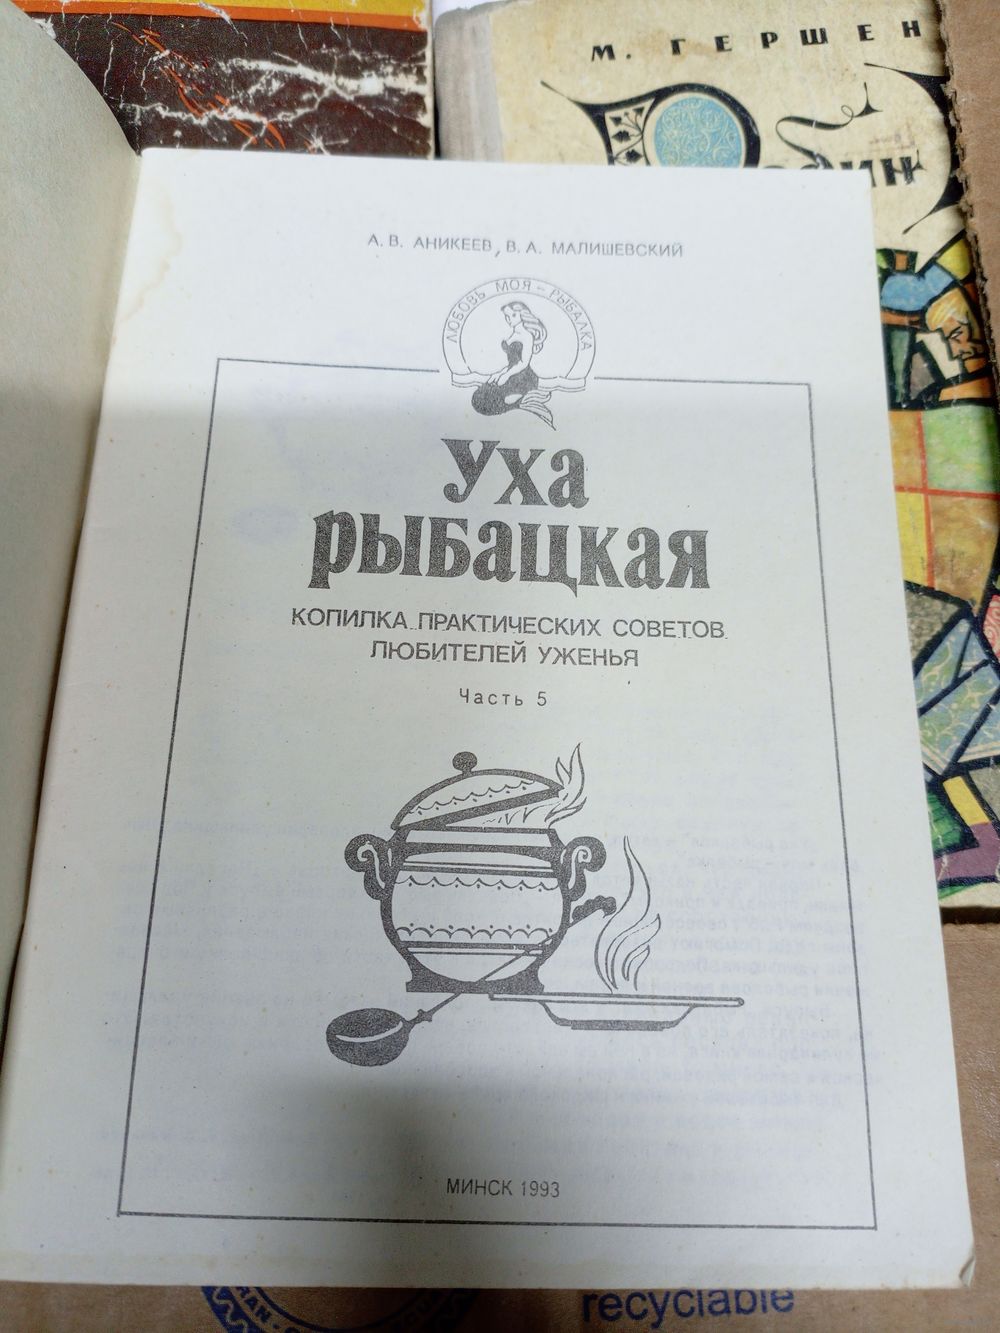 М. ГЕРШЕН
А. В. АНИКЕЕВ, В. А. МАЛИШЕВСКИЙ
ЛЮБОВЬ МОЯ – РЫБАЛКА
Уха
рыбацкая
КОПИЛКА ПРАКТИЧЕСКИХ СОВЕТОВ
ЛЮБИТЕЛЕЙ УЖЕНЬЯ
Часть 5
МИНСК 1993
recyclable